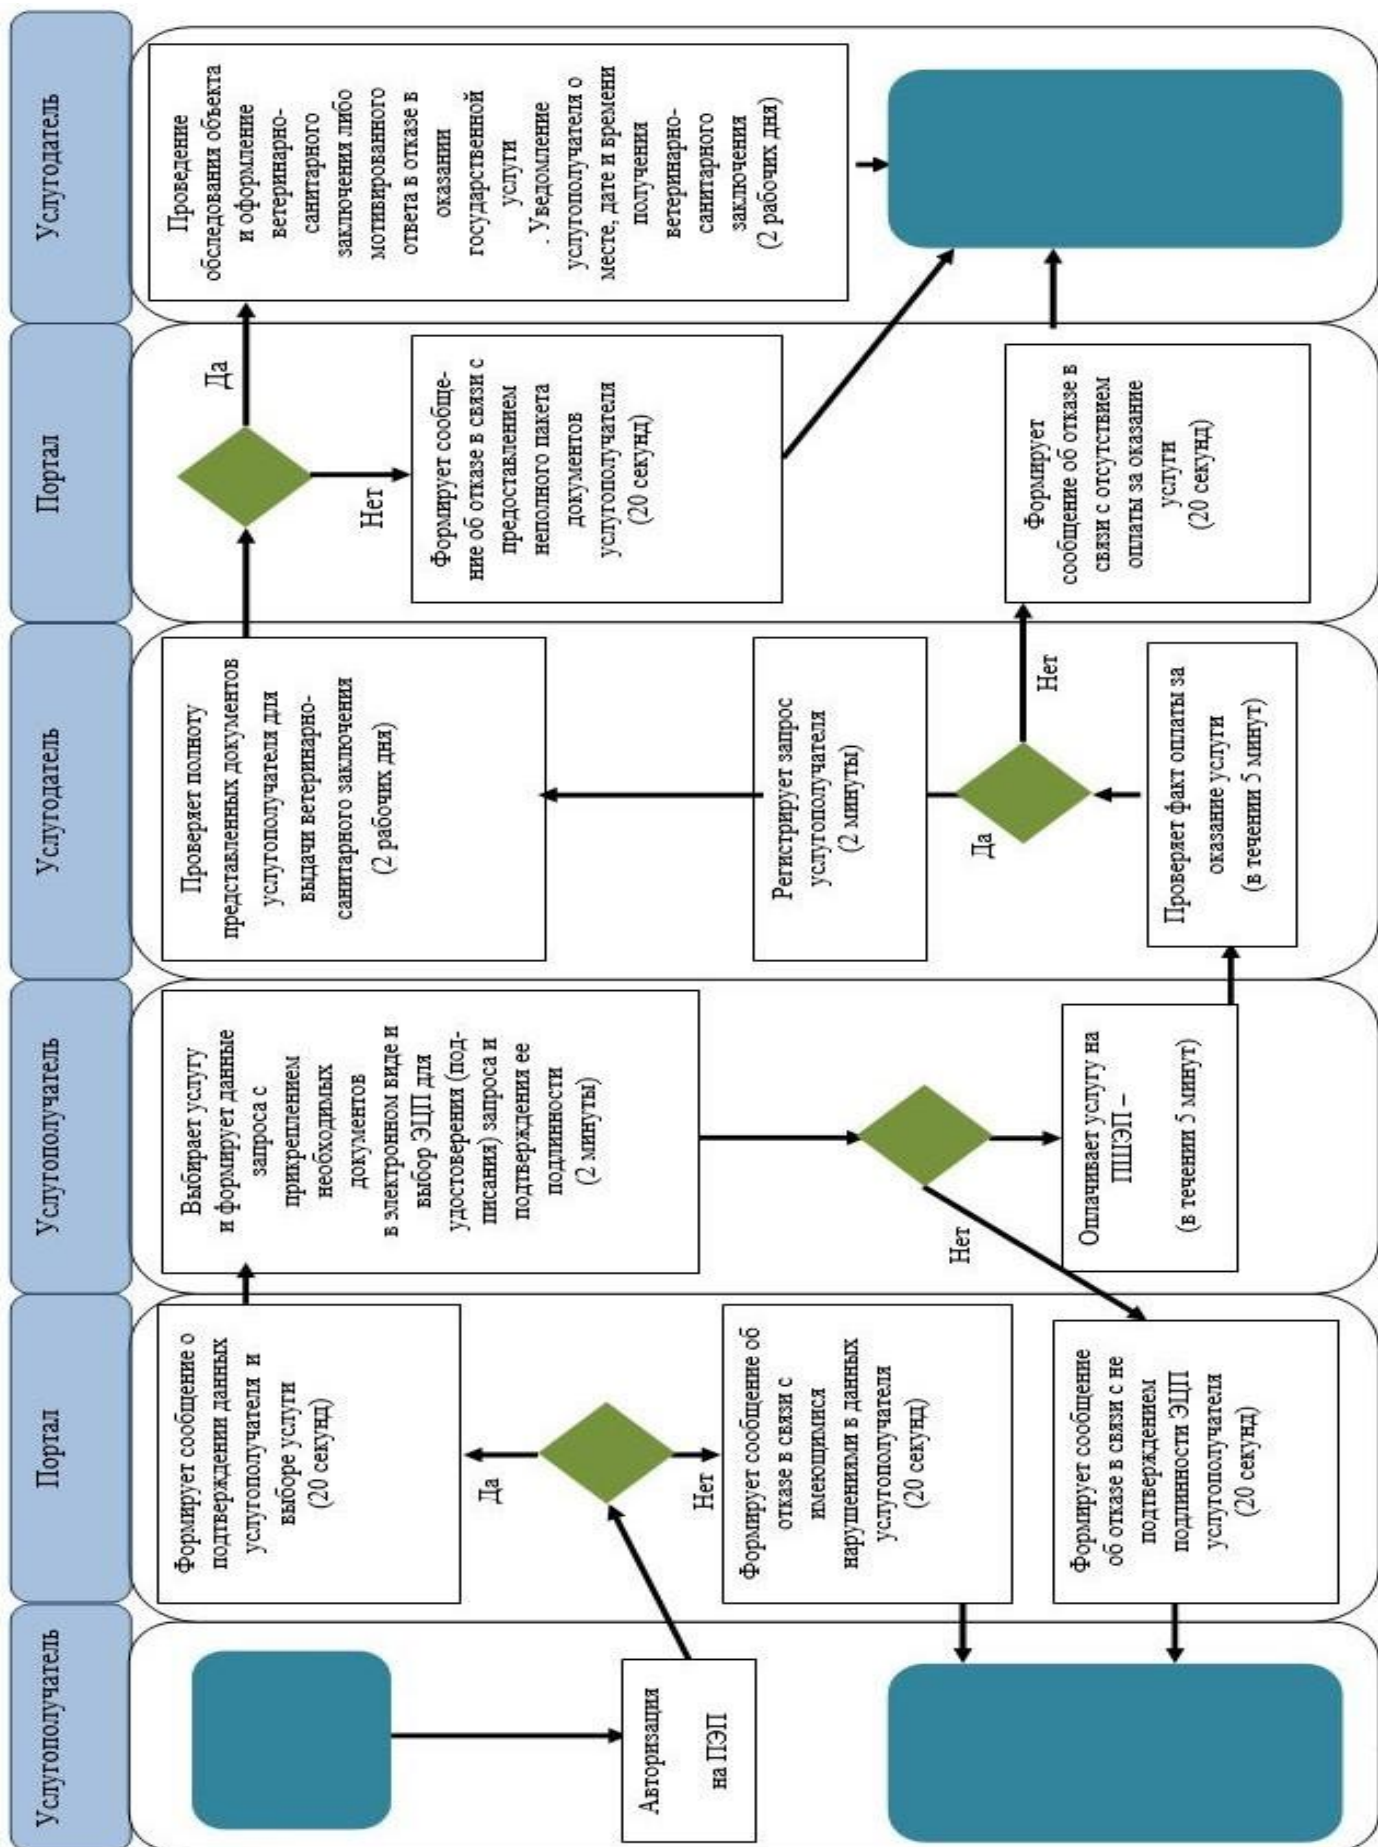 Услугополучатель
Портал
Услугополучатель
Услугодатель
Портал
Услугодатель
Авторизация
на ПЭП
Формирует сообщение о
подтверждении данных
услугополучателя и
выборе услуги
(20 секунд)
Да
Нет
Формирует сообщение об
отказе в связи с
имеющимися
нарушениями в данных
услугополучателя
(20 секунд)
Формирует сообщение
об отказе в связи с не
подтверждением
подлинности ЭЦП
услугополучателя
(20 секунд)
Выбирает услугу
и формирует данные
запроса с
прикреплением
необходимых
документов
в электронном виде и
выбор ЭЦП для
удостоверения (под-
писания) запроса и
подтверждения ее
подлинности
(2 минуты)
Нет
Оплачивает услугу на
ПШЭП –
(в течении 5 минут)
Проверяет полноту
представленных документов
услугополучателя для
выдачи ветеринарно-
санитарного заключения
(2 рабочих дня)
Регистрирует запрос
услугополучателя
(2 минуты)
Да
Нет
Проверяет факт оплаты за
оказание услуги
(в течении 5 минут)
Да
Нет
Формирует сообще-
ние об отказе в связи с
предоставлением
неполного пакета
документов
услугополучателя
(20 секунд)
Формирует
сообщение об отказе в
связи с отсутствием
оплаты за оказание
услуги
(20 секунд)
Проведение
обследования объекта
и оформление
ветеринарно-
санитарного
заключения либо
мотивированного
ответа в отказе в
оказании
государственной
услуги
. Уведомление
услугополучателя о
месте, дате и времени
получения
ветеринарно-
санитарного
заключения
(2 рабочих дня)